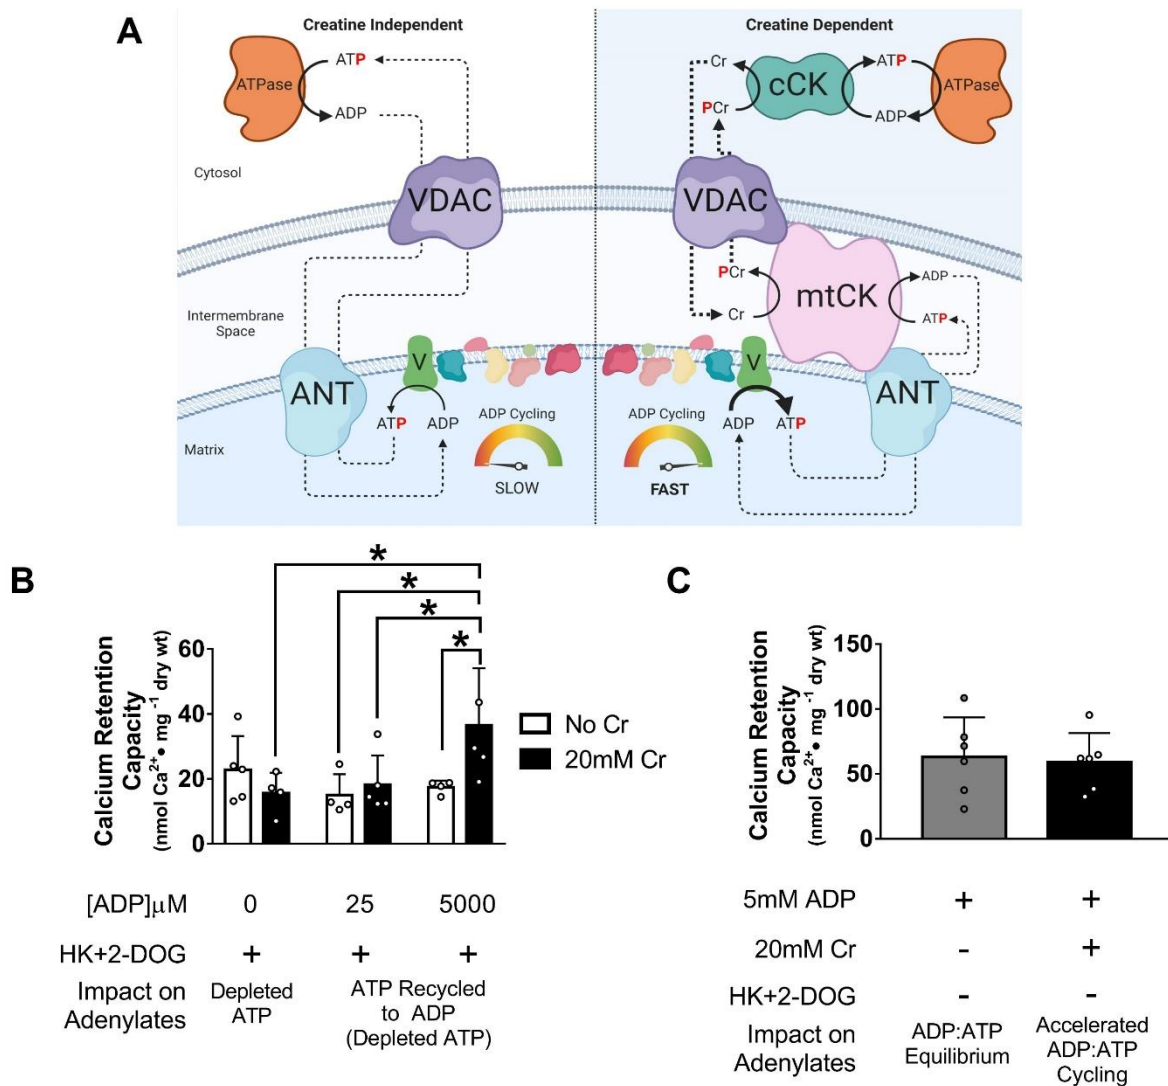 A
Creatine Independent
Creatine Dependent
ATPase
ATP
ADP
Cr
PCr
cCK
ATP
ADP
ATPase
Cytosol
VDAC
VDAC
PCr
Cr
mtCK
ADP
ATP
Intermembrane
Space
ANT
V
V
ANT
ATP
ADP
ADP Cycling
SLOW
ADP Cycling
FAST
ADP
ATP
Matrix
B
Calcium Retention
Capacity
(nmol Ca2+• mg -1 dry wt)
60
40
20
0
*
*
*
*
No Cr
20mM Cr
[ADP]μM 0 25 5000
HK+2-DOG + + +
Impact on
Adenylates
Depleted
ATP
ATP Recycled
to ADP
(Depleted ATP)
C
Calcium Retention
Capacity
(nmol Ca2+• mg -1 dry wt)
150
100
50
0
5mM ADP + +
20mM Cr - +
HK+2-DOG - -
Impact on
Adenylates
ADP:ATP
Equilibrium
Accelerated
ADP:ATP
Cycling